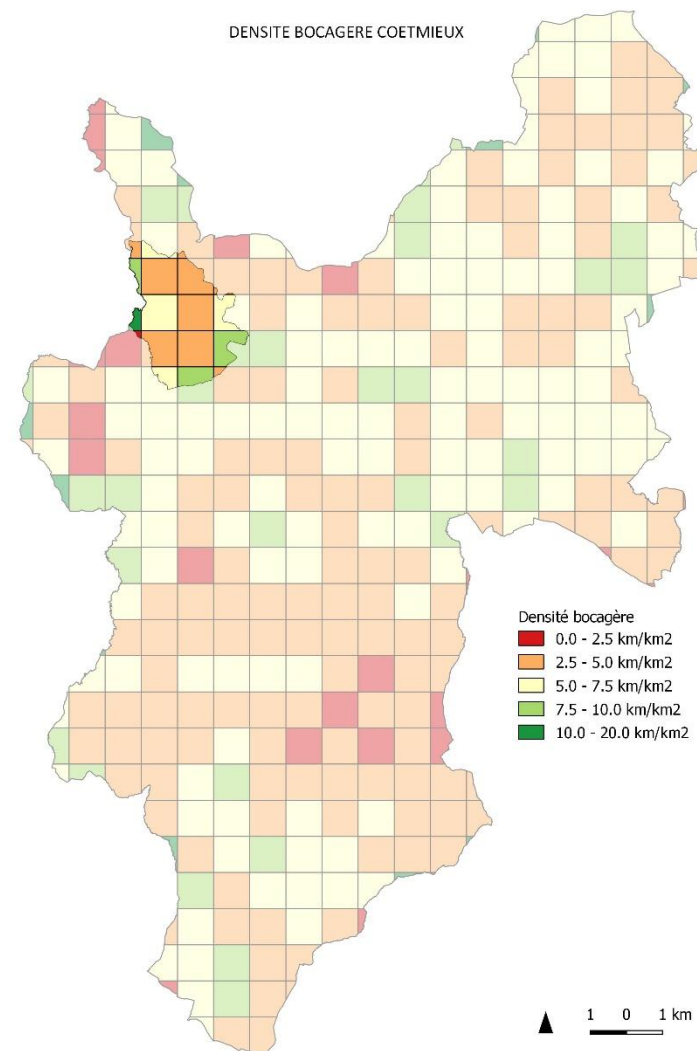 DENSITE BOCAGERE COETMIEUX
Densité bocagère
0.0 - 2.5 km/km2
2.5 - 5.0 km/km2
5.0 - 7.5 km/km2
7.5 - 10.0 km/km2
10.0 - 20.0 km/km2
1 0 1 km